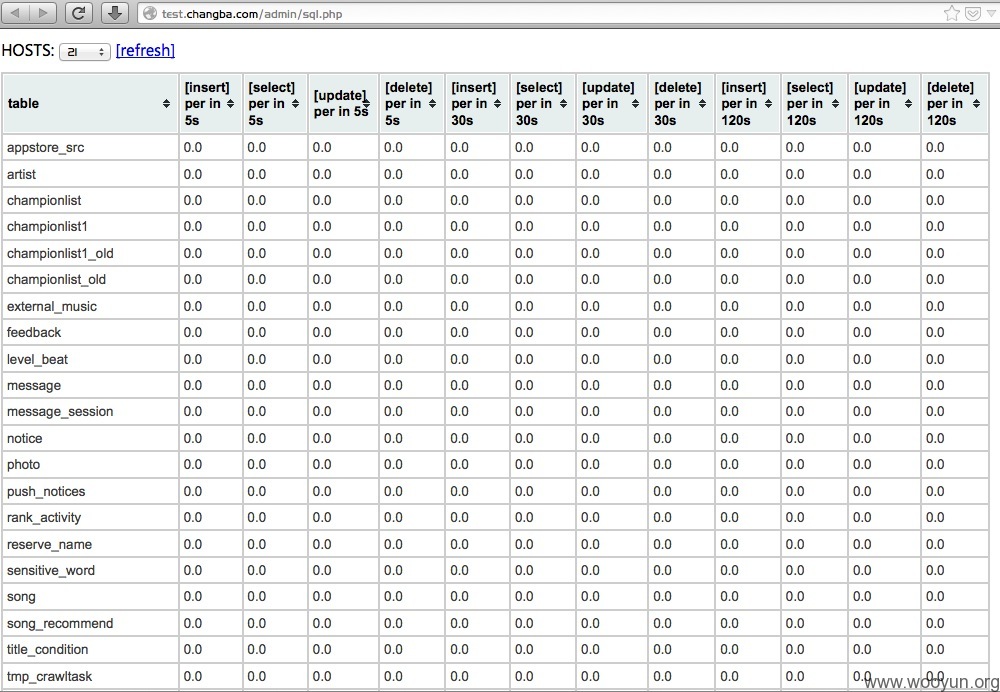 test.changba.com/admin/sql.php
HOSTS: 21 [refresh]
table [insert] per in 5s [select] per in 5s [update] per in 5s [delete] per in 5s [insert] per in 30s [select] per in 30s [update] per in 30s [delete] per in 30s [insert] per in 120s [select] per in 120s [update] per in 120s [delete] per in 120s
appstore_src 0.0 0.0 0.0 0.0 0.0 0.0 0.0 0.0 0.0 0.0 0.0 0.0
artist 0.0 0.0 0.0 0.0 0.0 0.0 0.0 0.0 0.0 0.0 0.0 0.0
championlist 0.0 0.0 0.0 0.0 0.0 0.0 0.0 0.0 0.0 0.0 0.0 0.0
championlist1 0.0 0.0 0.0 0.0 0.0 0.0 0.0 0.0 0.0 0.0 0.0 0.0
championlist1_old 0.0 0.0 0.0 0.0 0.0 0.0 0.0 0.0 0.0 0.0 0.0 0.0
championlist_old 0.0 0.0 0.0 0.0 0.0 0.0 0.0 0.0 0.0 0.0 0.0 0.0
external_music 0.0 0.0 0.0 0.0 0.0 0.0 0.0 0.0 0.0 0.0 0.0 0.0
feedback 0.0 0.0 0.0 0.0 0.0 0.0 0.0 0.0 0.0 0.0 0.0 0.0
level_beat 0.0 0.0 0.0 0.0 0.0 0.0 0.0 0.0 0.0 0.0 0.0 0.0
message 0.0 0.0 0.0 0.0 0.0 0.0 0.0 0.0 0.0 0.0 0.0 0.0
message_session 0.0 0.0 0.0 0.0 0.0 0.0 0.0 0.0 0.0 0.0 0.0 0.0
notice 0.0 0.0 0.0 0.0 0.0 0.0 0.0 0.0 0.0 0.0 0.0 0.0
photo 0.0 0.0 0.0 0.0 0.0 0.0 0.0 0.0 0.0 0.0 0.0 0.0
push_notices 0.0 0.0 0.0 0.0 0.0 0.0 0.0 0.0 0.0 0.0 0.0 0.0
rank_activity 0.0 0.0 0.0 0.0 0.0 0.0 0.0 0.0 0.0 0.0 0.0 0.0
reserve_name 0.0 0.0 0.0 0.0 0.0 0.0 0.0 0.0 0.0 0.0 0.0 0.0
sensitive_word 0.0 0.0 0.0 0.0 0.0 0.0 0.0 0.0 0.0 0.0 0.0 0.0
song 0.0 0.0 0.0 0.0 0.0 0.0 0.0 0.0 0.0 0.0 0.0 0.0
song_recommend 0.0 0.0 0.0 0.0 0.0 0.0 0.0 0.0 0.0 0.0 0.0 0.0
title_condition 0.0 0.0 0.0 0.0 0.0 0.0 0.0 0.0 0.0 0.0 0.0 0.0
tmp_crawltask 0.0 0.0 0.0 0.0 0.0 0.0 0.0 0.0 0.0 0.0 0.0 0.0
www.wooyun.org